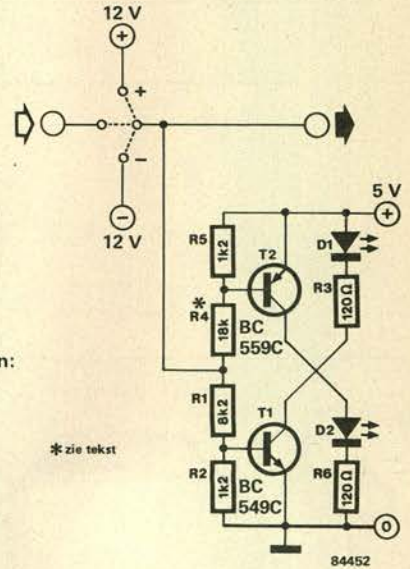 12 V
+
+
−
−
12 V
5 V
+
R5
1k2
T2
D1
R3
120Ω
*
R4
18k
BC
559C
n:
R1
8k2
T1
D2
* zie tekst
R2
1k2
BC
549C
R6
120Ω
0
84452